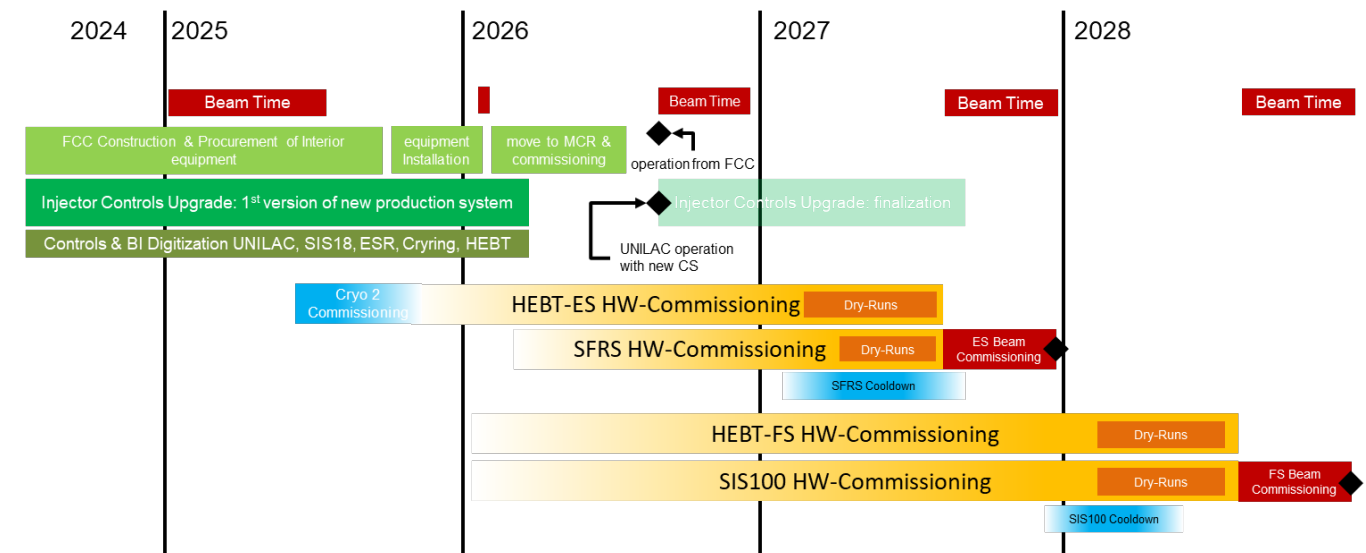 2024
2025
2026
2027
2028
Beam Time
Beam Time
Beam Time
Beam Time
FCC Construction & Procurement of Interior
equipment
equipment
Installation
move to MCR &
commissioning
operation from FCC
Injector Controls Upgrade: 1st version of new production system
Injector Controls Upgrade: finalization
Controls & BI Digitization UNILAC, SIS18, ESR, Cryring, HEBT
UNILAC operation
with new CS
Cryo 2
Commissioning
HEBT-ES HW-Commissioning
Dry-Runs
SFRS HW-Commissioning
Dry-Runs
ES Beam
Commissioning
SFRS Cooldown
HEBT-FS HW-Commissioning
Dry-Runs
SIS100 HW-Commissioning
Dry-Runs
FS Beam
Commissioning
SIS100 Cooldown